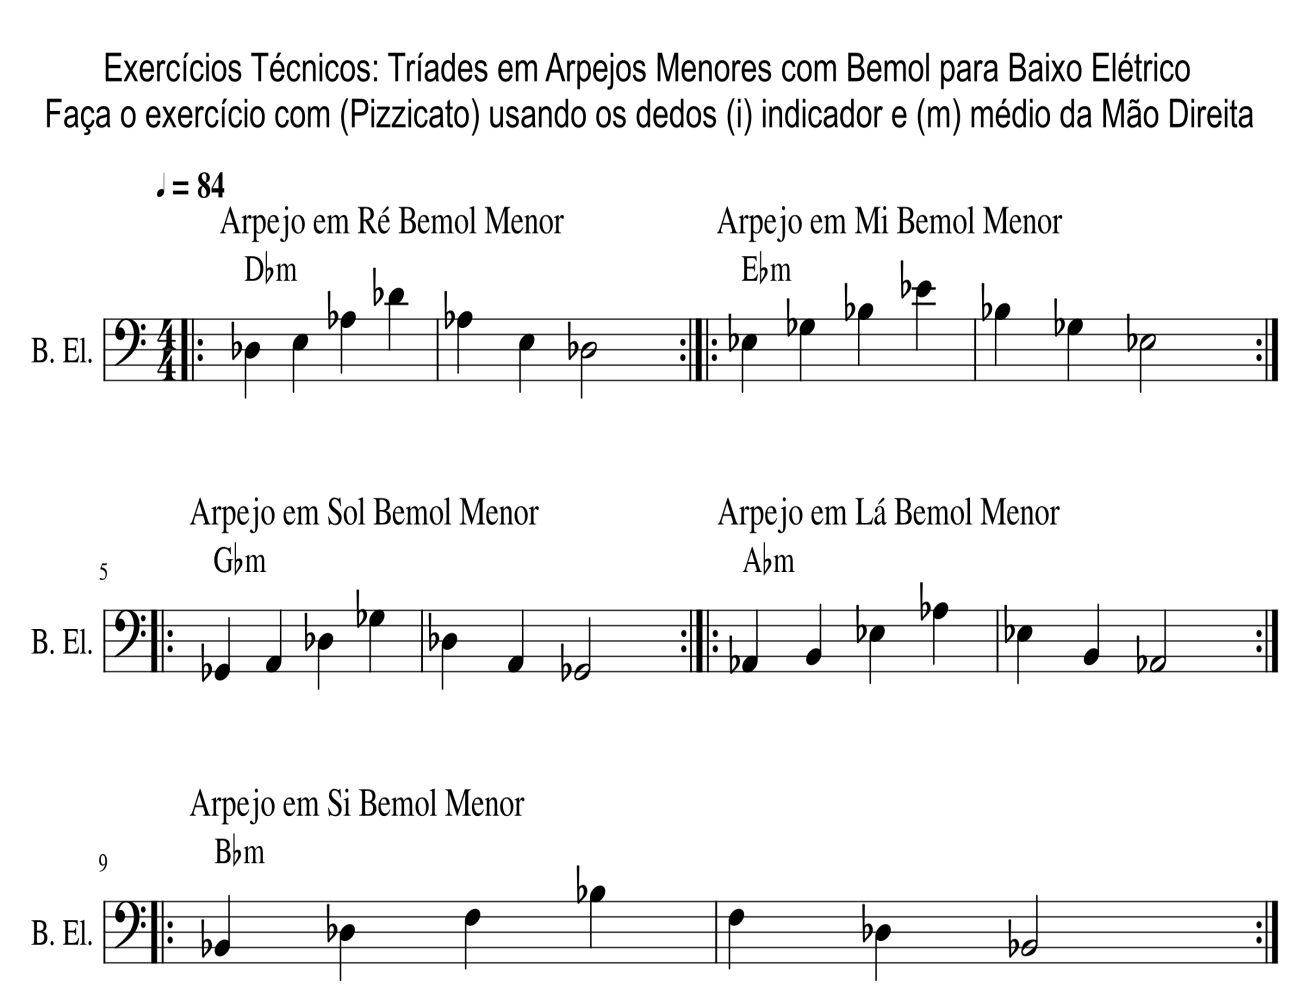 Exercícios Técnicos: Tríades em Arpejos Menores com Bemol para Baixo Elétrico
Faça o exercício com (Pizzicato) usando os dedos (i) indicador e (m) médio da Mão Direita
♩ = 84
Arpejo em Ré Bemol Menor
Arpejo em Mi Bemol Menor
D♭m
E♭m
4
4
B. El.
Arpejo em Sol Bemol Menor
Arpejo em Lá Bemol Menor
G♭m
A♭m
5
B. El.
Arpejo em Si Bemol Menor
B♭m
9
B. El.